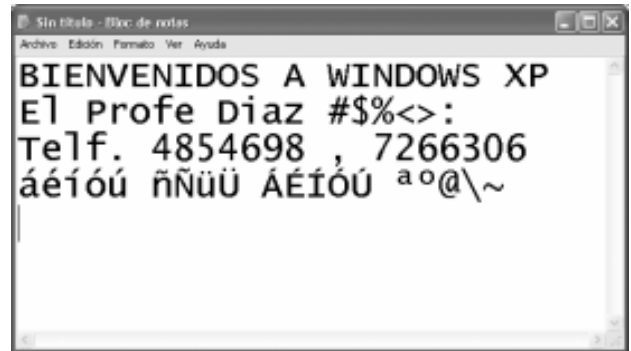 Sin título - Bloc de notas
Archivo Edición Formato Ver Ayuda
BIENVENIDOS A WINDOWS XP
El Profe Diaz #$%<>:
Telf. 4854698 , 7266306
áéíóú ñÑüÜ ÁÉÍÓÚ ªº@\~